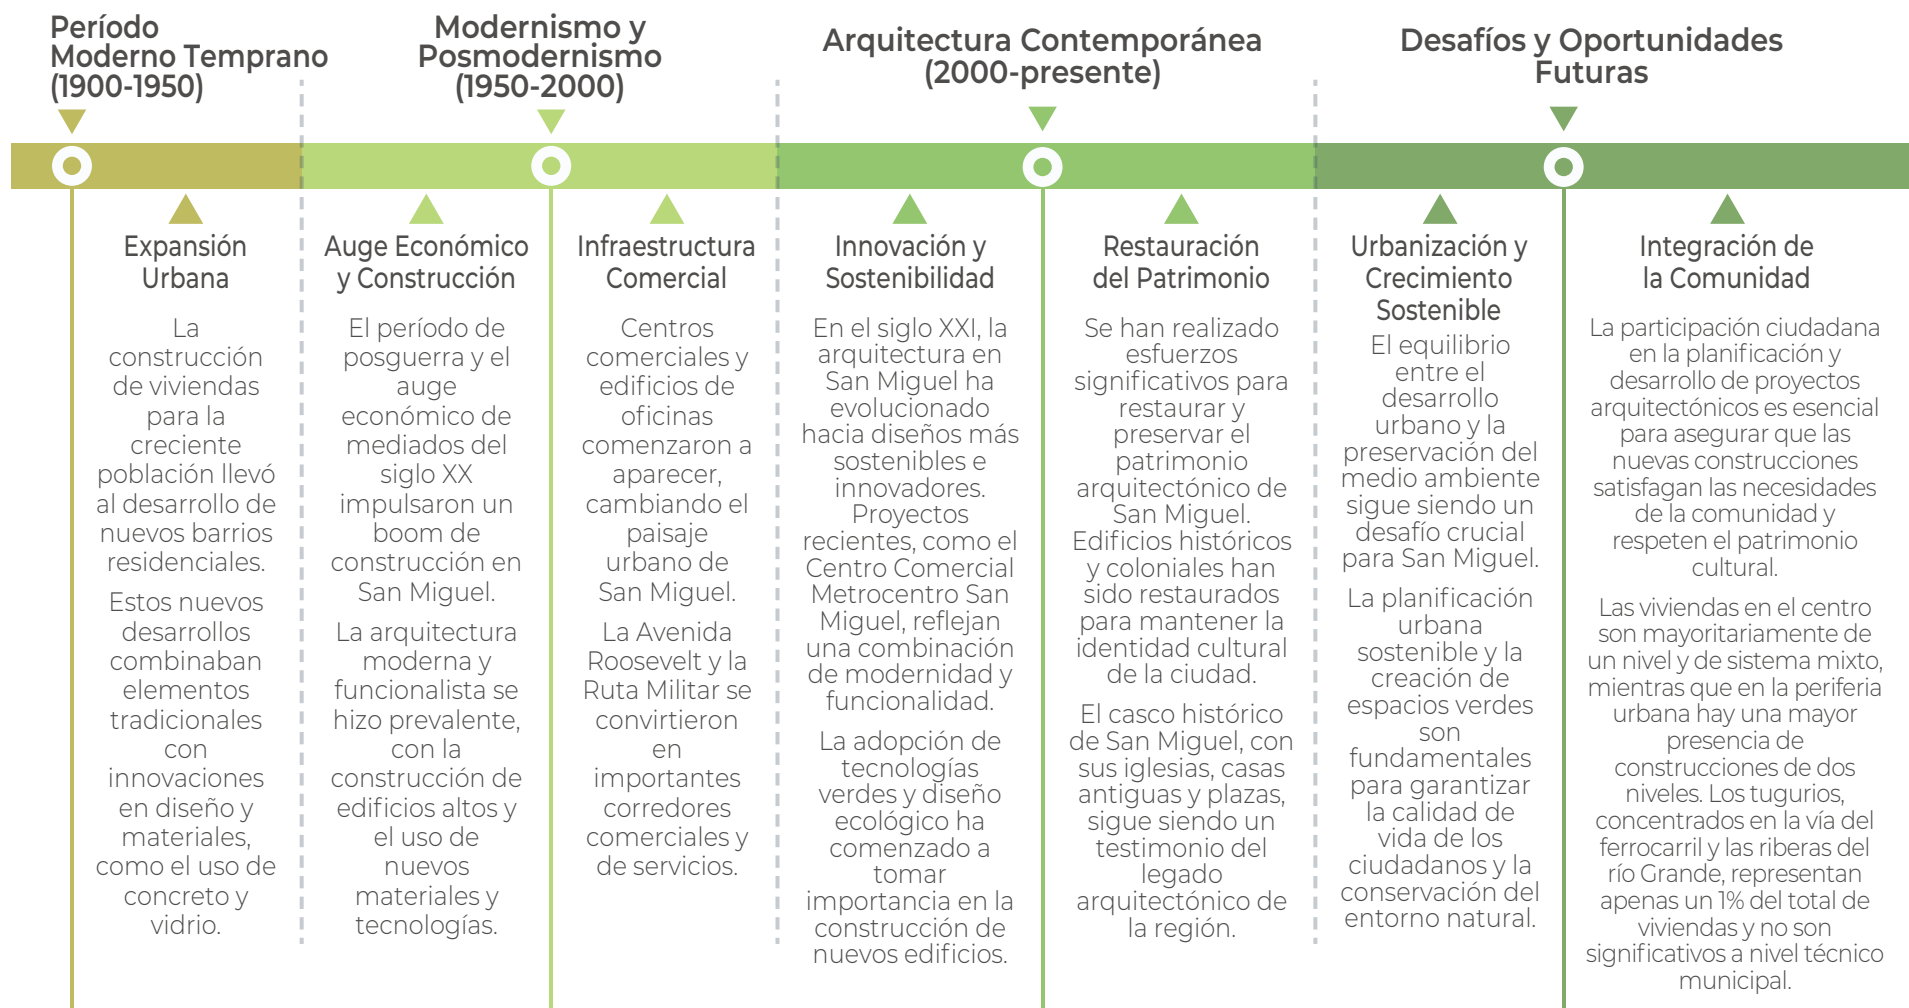 Período
Moderno Temprano
(1900-1950)
Expansión
Urbana
La
construcción
de viviendas
para la
creciente
población llevó
al desarrollo de
nuevos barrios
residenciales.
Estos nuevos
desarrollos
combinaban
elementos
tradicionales
con
innovaciones
en diseño y
materiales,
como el uso de
concreto y
vidrio.
Modernismo y
Posmodernismo
(1950-2000)
Auge Económico
y Construcción
El período de
posguerra y el
auge
económico de
mediados del
siglo XX
impulsaron un
boom de
construcción en
San Miguel.
La arquitectura
moderna y
funcionalista se
hizo prevalente,
con la
construcción de
edificios altos y
el uso de
nuevos
materiales y
tecnologías.
Infraestructura
Comercial
Centros
comerciales y
edificios de
oficinas
comenzaron a
aparecer,
cambiando el
paisaje
urbano de
San Miguel.
La Avenida
Roosevelt y la
Ruta Militar se
convirtieron
en
importantes
corredores
comerciales y
de servicios.
Arquitectura Contemporánea
(2000-presente)
Innovación y
Sostenibilidad
En el siglo XXI, la
arquitectura en
San Miguel ha
evolucionado
hacia diseños más
sostenibles e
innovadores.
Proyectos
recientes, como el
Centro Comercial
Metrocentro San
Miguel, reflejan
una combinación
de modernidad y
funcionalidad.
La adopción de
tecnologías
verdes y diseño
ecológico ha
comenzado a
tomar
importancia en la
construcción de
nuevos edificios.
Restauración
del Patrimonio
Se han realizado
esfuerzos
significativos para
restaurar y
preservar el
patrimonio
arquitectónico de
San Miguel.
Edificios históricos
y coloniales han
sido restaurados
para mantener la
identidad cultural
de la ciudad.
El casco histórico
de San Miguel, con
sus iglesias, casas
antiguas y plazas,
sigue siendo un
testimonio del
legado
arquitectónico de
la región.
Desafíos y Oportunidades
Futuras
Urbanización y
Crecimiento
Sostenible
El equilibrio
entre el
desarrollo
urbano y la
preservación del
medio ambiente
sigue siendo un
desafío crucial
para San Miguel.
La planificación
urbana
sostenible y la
creación de
espacios verdes
son
fundamentales
para garantizar
la calidad de
vida de los
ciudadanos y la
conservación del
entorno natural.
Integración de
la Comunidad
La participación ciudadana
en la planificación y
desarrollo de proyectos
arquitectónicos es esencial
para asegurar que las
nuevas construcciones
satisfagan las necesidades
de la comunidad y
respeten el patrimonio
cultural.
Las viviendas en el centro
son mayoritariamente de
un nivel y de sistema mixto,
mientras que en la periferia
urbana hay una mayor
presencia de
construcciones de dos
niveles. Los tugurios,
concentrados en la vía del
ferrocarril y las riberas del
río Grande, representan
apenas un 1% del total de
viviendas y no son
significativos a nivel técnico
municipal.